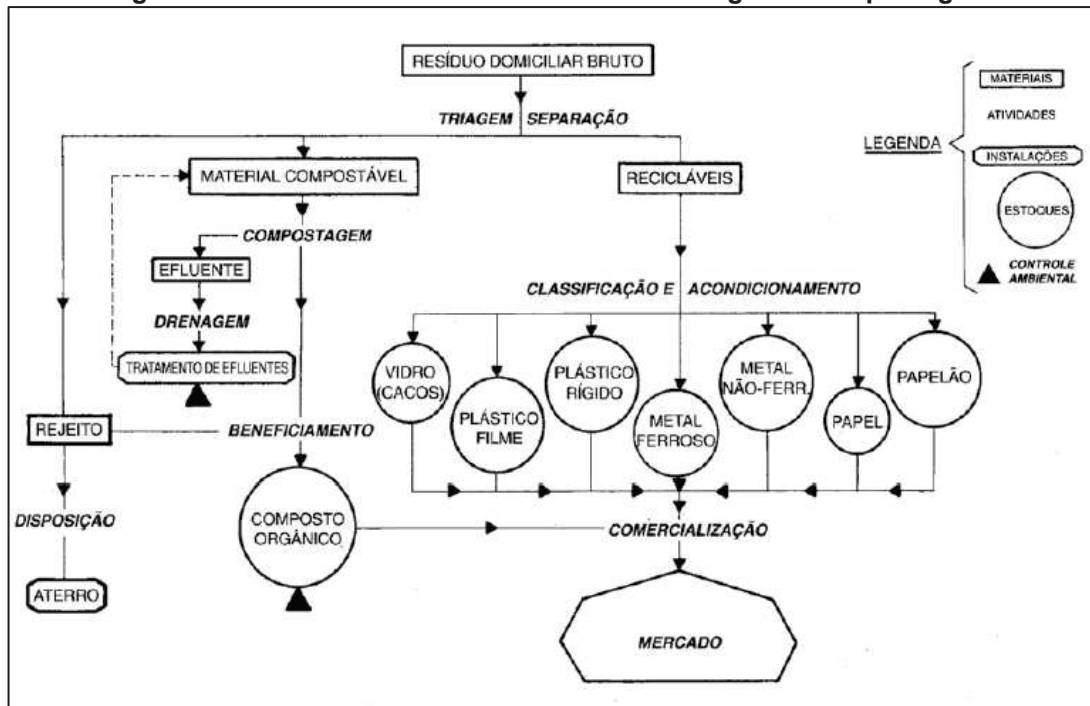 RESÍDUO DOMICILIAR BRUTO
TRIAGEM SEPARAÇÃO
MATERIAL COMPOSTÁVEL
RECICLÁVEIS
COMPOSTAGEM
EFLUENTE
DRENAGEM
TRATAMENTO DE EFLUENTES
CLASSIFICAÇÃO E ACONDICIONAMENTO
VIDRO
(CACOS)
PLÁSTICO
FILME
PLÁSTICO
RÍGIDO
METAL
FERROSO
METAL
NÃO-FERR.
PAPEL
PAPELÃO
REJEITO
BENEFICIAMENTO
DISPOSIÇÃO
ATERRO
COMPOSTO
ORGÂNICO
COMERCIALIZAÇÃO
MERCADO
LEGENDA
MATERIAIS
ATIVIDADES
INSTALAÇÕES
ESTOQUES
CONTROLE
AMBIENTAL